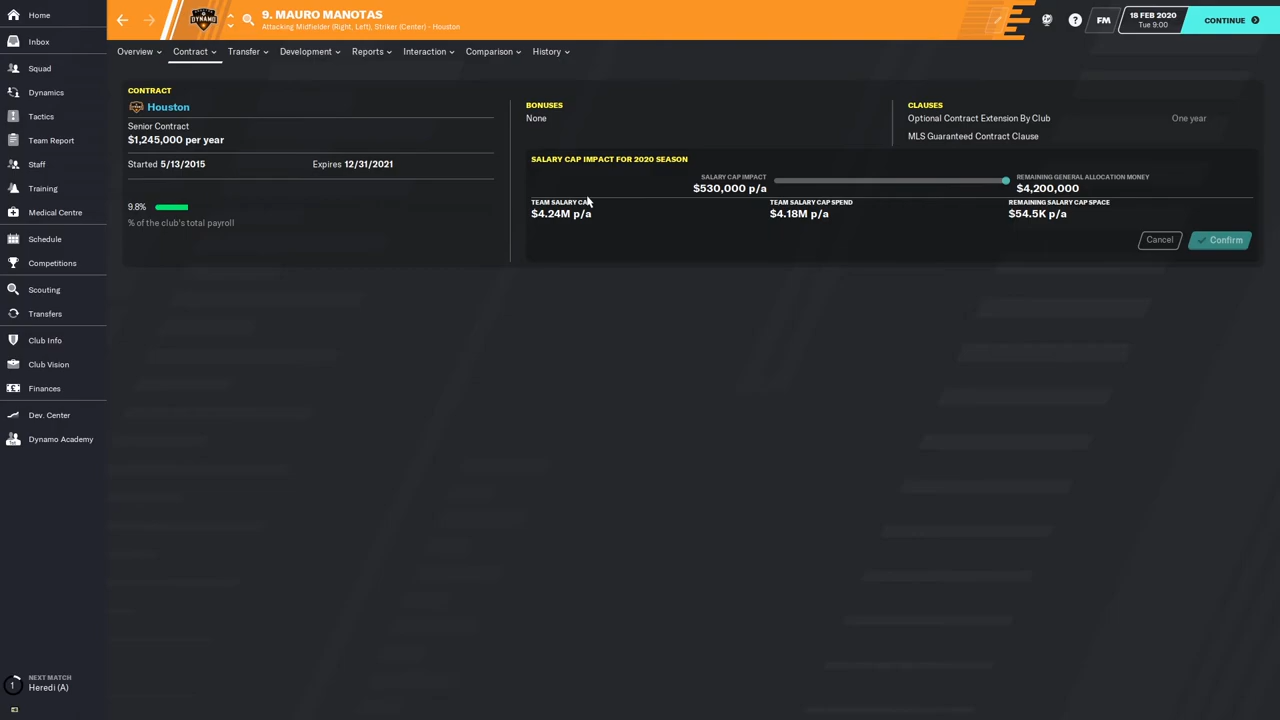 Home
Inbox
Squad
Dynamics
Tactics
Team Report
Staff
Training
Medical Centre
Schedule
Competitions
Scouting
Transfers
Club Info
Club Vision
Finances
Dev. Center
Dynamo Academy
NEXT MATCH
1
Heredi (A)
DYNAMO
9. MAURO MANOTAS
Attacking Midfielder (Right, Left), Striker (Center) - Houston
?
FM
18 FEB 2020
Tue 9:00
CONTINUE
Overview Contract Transfer Development Reports Interaction Comparison History
CONTRACT
Houston
Senior Contract
$1,245,000 per year
Started 5/13/2015 Expires 12/31/2021
9.8%
% of the club's total payroll
BONUSES
None
CLAUSES
Optional Contract Extension By Club One year
MLS Guaranteed Contract Clause
SALARY CAP IMPACT FOR 2020 SEASON
SALARY CAP IMPACT REMAINING GENERAL ALLOCATION MONEY
$530,000 p/a $4,200,000
TEAM SALARY CAP TEAM SALARY CAP SPEND REMAINING SALARY CAP SPACE
$4.24M p/a $4.18M p/a $54.5K p/a
Cancel Confirm